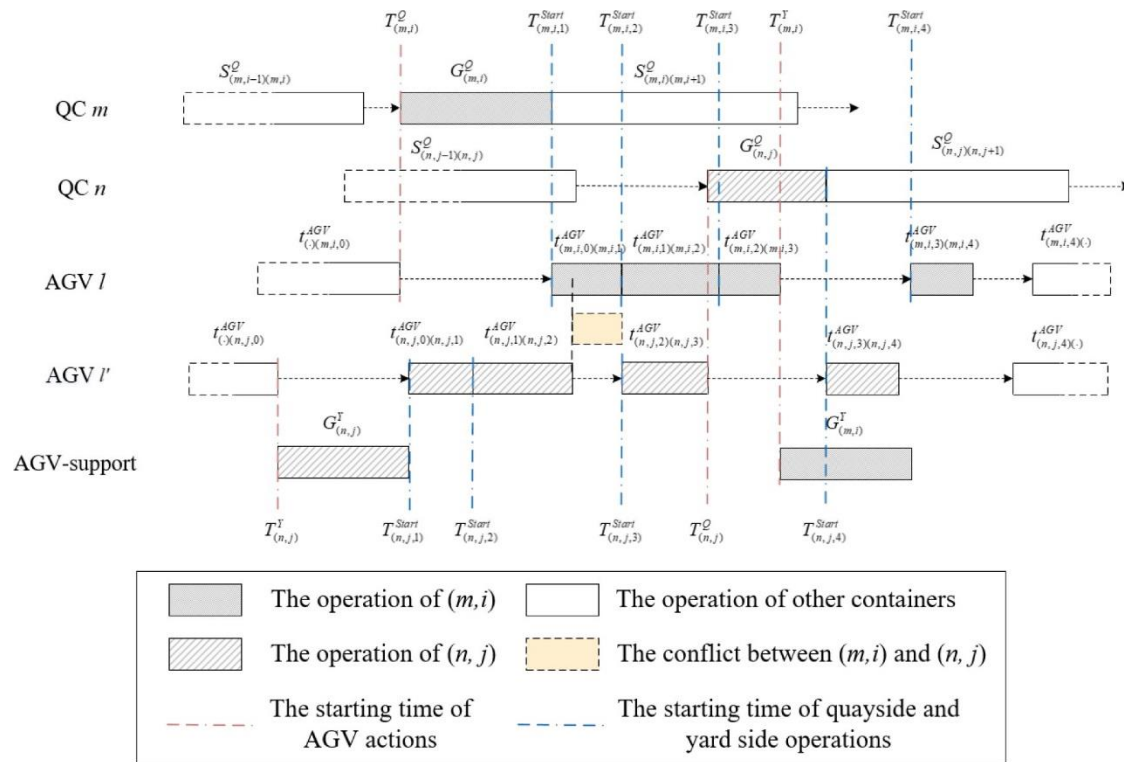 T^Q_(m,i) T^Start_(m,i,1) T^Start_(m,i,2) T^Start_(m,i,3) T^Σ_(m,i) T^Start_(m,i,4)
S^Q_(m,i−1)(m,i) G^Q_(m,i) S^Q_(m,i)(m,i+1)
QC m
S^Q_(n,j−1)(n,j) G^Q_(n,j) S^Q_(n,j)(n,j+1)
QC n
t^AGV_(·)(m,i,0) t^AGV_(m,i,0)(m,i,1) t^AGV_(m,i,1)(m,i,2) t^AGV_(m,i,2)(m,i,3) t^AGV_(m,i,3)(m,i,4) t^AGV_(m,i,4)(·)
AGV l
t^AGV_(·)(n,j,0) t^AGV_(n,j,0)(n,j,1) t^AGV_(n,j,1)(n,j,2) t^AGV_(n,j,2)(n,j,3) t^AGV_(n,j,3)(n,j,4) t^AGV_(n,j,4)(·)
AGV l'
G^Σ_(n,j) G^Σ_(m,i)
AGV-support
T^Σ_(n,j) T^Start_(n,j,1) T^Start_(n,j,2) T^Start_(n,j,3) T^Q_(n,j) T^Start_(n,j,4)
The operation of (m,i) The operation of other containers
The operation of (n, j) The conflict between (m,i) and (n, j)
The starting time of The starting time of quayside and
AGV actions yard side operations